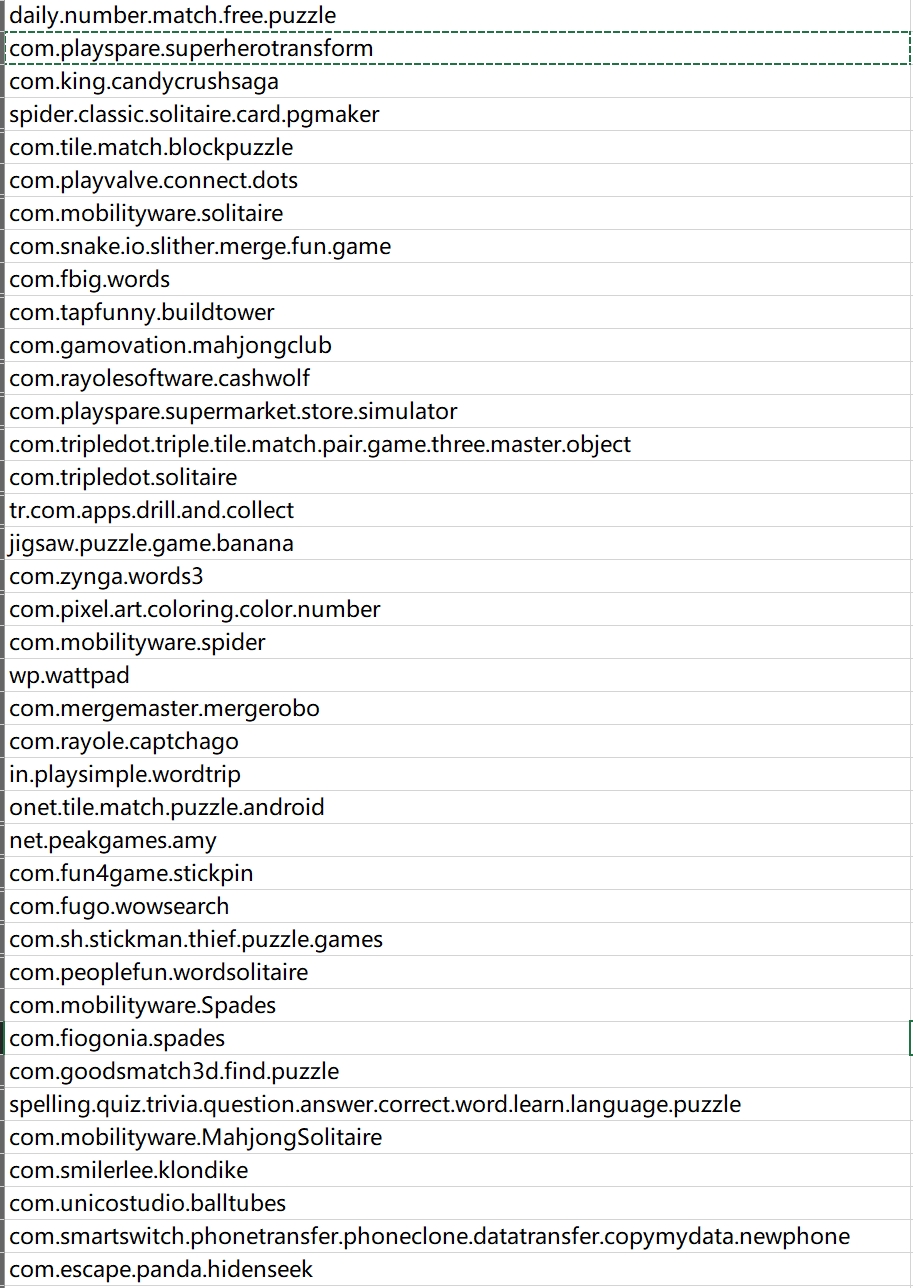 daily.number.match.free.puzzle
com.playspare.superherotransform
com.king.candycrushsaga
spider.classic.solitaire.card.pgmaker
com.tile.match.blockpuzzle
com.playvalve.connect.dots
com.mobilityware.solitaire
com.snake.io.slither.merge.fun.game
com.fbig.words
com.tapfunny.buildtower
com.gamovation.mahjongclub
com.rayolesoftware.cashwolf
com.playspare.supermarket.store.simulator
com.tripledot.triple.tile.match.pair.game.three.master.object
com.tripledot.solitaire
tr.com.apps.drill.and.collect
jigsaw.puzzle.game.banana
com.zynga.words3
com.pixel.art.coloring.color.number
com.mobilityware.spider
wp.wattpad
com.mergemaster.mergerobo
com.rayole.captchago
in.playsimple.wordtrip
onet.tile.match.puzzle.android
net.peakgames.amy
com.fun4game.stickpin
com.fugo.wowsearch
com.sh.stickman.thief.puzzle.games
com.peoplefun.wordsolitaire
com.mobilityware.Spades
com.fiogonia.spades
com.goodsmatch3d.find.puzzle
spelling.quiz.trivia.question.answer.correct.word.learn.language.puzzle
com.mobilityware.MahjongSolitaire
com.smilerlee.klondike
com.unicostudio.balltubes
com.smartswitch.phonetransfer.phoneclone.datatransfer.copymydata.newphone
com.escape.panda.hidenseek